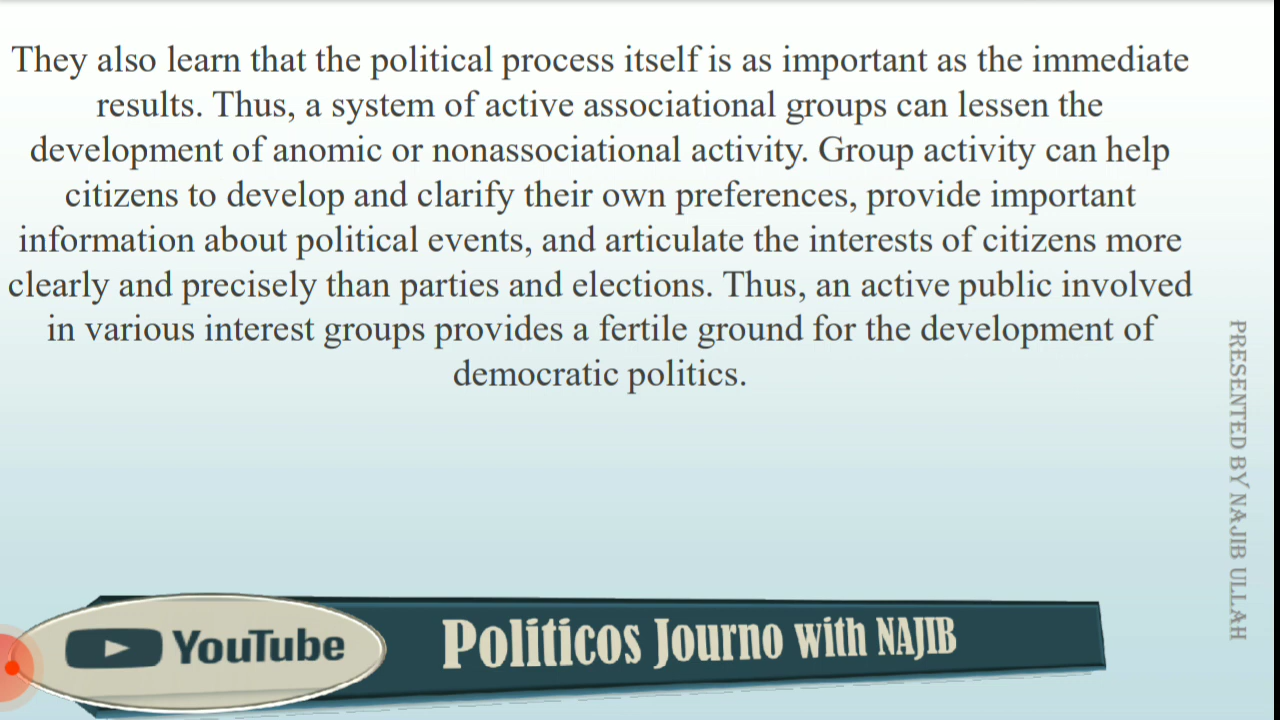 They also learn that the political process itself is as important as the immediate
results. Thus, a system of active associational groups can lessen the
development of anomic or nonassociational activity. Group activity can help
citizens to develop and clarify their own preferences, provide important
information about political events, and articulate the interests of citizens more
clearly and precisely than parties and elections. Thus, an active public involved
in various interest groups provides a fertile ground for the development of
democratic politics.
PRESENTED BY NAJIB ULLAH
YouTube
Politicos Journo with NAJIB